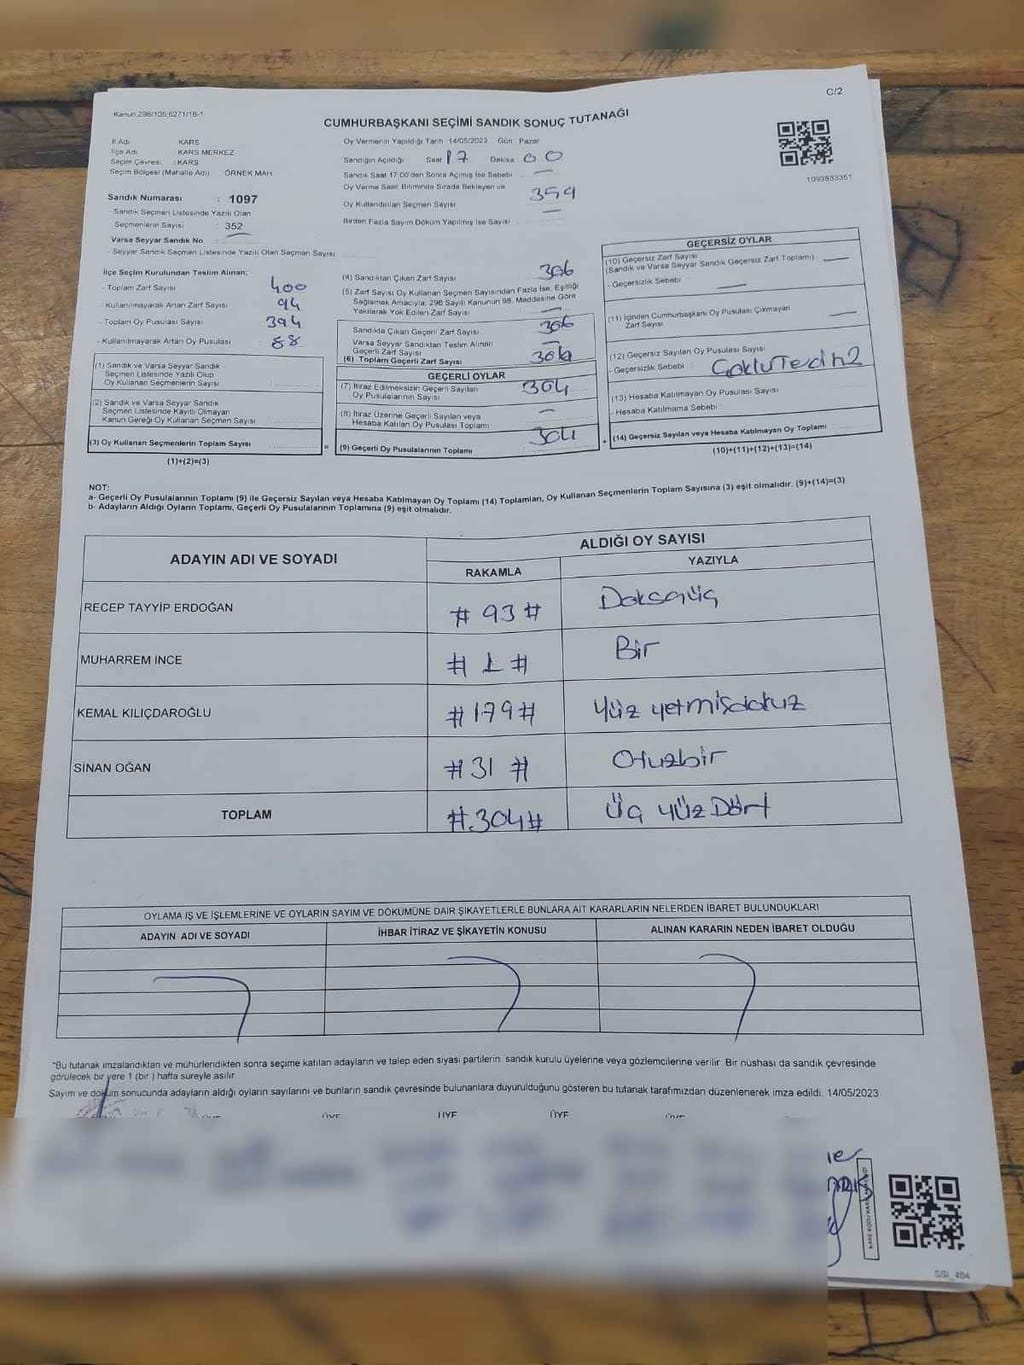 C/2
Kanun 298/105 6271/18-1
CUMHURBAŞKANI SEÇİMİ SANDIK SONUÇ TUTANAĞI
İl Adı KARS
İlçe Adı KARS MERKEZ
Seçim Çevresi : KARS
Seçim Bölgesi (Mahalle Adı) ÖRNEK MAH
Sandık Numarası : 1097
Sandık Seçmen Listesinde Yazılı Olan
Seçmenlerin Sayısı : 352
Varsa Seyyar Sandık No
- Seyyar Sandık Seçmen Listesinde Yazılı Olan Seçmen Sayısı
Oy Vermenin Yapıldığı Tarih 14/05/2023 Gün Pazar
Sandığın Açıldığı Saat 17 Dakika 00
Sandık Saat 17.00'den Sonra Açılmış İse Sebebi
Oy Verme Saati Bitiminde Sırada Bekleyen ve
Oy Kullandırılan Seçmen Sayısı
Birden Fazla Sayım Döküm Yapılmış İse Sayısı
1093833351
İlçe Seçim Kurulundan Teslim Alınan;
- Toplam Zarf Sayısı 400
- Kullanılmayarak Artan Zarf Sayısı 94
- Toplam Oy Pusulası Sayısı 394
- Kullanılmayarak Artan Oy Pusulası 88
(1) Sandık ve Varsa Seyyar Sandık
Seçmen Listesinde Yazılı Olup
Oy Kullanan Seçmenlerin Sayısı
(2) Sandık ve Varsa Seyyar Sandık
Seçmen Listesinde Kayıtlı Olmayan
Kanun Gereği Oy Kullanan Seçmen Sayısı
(3) Oy Kullanan Seçmenlerin Toplam Sayısı
(1)+(2)=(3)
(4) Sandıktan Çıkan Zarf Sayısı 306
(5) Zarf Sayısı Oy Kullanan Seçmen Sayısından Fazla İse, Eşitliği
Sağlamak Amacıyla, 298 Sayılı Kanunun 98. Maddesine Göre
Yakılarak Yok Edilen Zarf Sayısı
Sandıkta Çıkan Geçerli Zarf Sayısı 306
Varsa Seyyar Sandıktan Teslim Alınan
Geçerli Zarf Sayısı
(6) Toplam Geçerli Zarf Sayısı
GEÇERLİ OYLAR
(7) İtiraz Edilmeksizin Geçerli Sayılan
Oy Pusulalarının Sayısı 304
(8) İtiraz Üzerine Geçerli Sayılan veya
Hesaba Katılan Oy Pusulası Toplamı
(9) Geçerli Oy Pusulalarının Toplamı 304
GEÇERSİZ OYLAR
(10) Geçersiz Zarf Sayısı
(Sandık ve Varsa Seyyar Sandık Geçersiz Zarf Toplamı)
- Geçersizlik Sebebi
(11) İçinden Cumhurbaşkanı Oy Pusulası Çıkmayan
Zarf Sayısı
(12) Geçersiz Sayılan Oy Pusulası Sayısı
- Geçersizlik Sebebi
(13) Hesaba Katılmayan Oy Pusulası Sayısı
- Hesaba Katılmama Sebebi
(14) Geçersiz Sayılan veya Hesaba Katılmayan Oy Toplamı
(10)+(11)+(12)+(13)=(14)
NOT:
a- Geçerli Oy Pusulalarının Toplamı (9) ile Geçersiz Sayılan veya Hesaba Katılmayan Oy Toplamı (14) Toplamları, Oy Kullanan Seçmenlerin Toplam Sayısına (3) eşit olmalıdır. (9)+(14)=(3)
b- Adayların Aldığı Oyların Toplamı, Geçerli Oy Pusulalarının Toplamına (9) eşit olmalıdır.
ADAYIN ADI VE SOYADI ALDIĞI OY SAYISI
RAKAMLA YAZIYLA
RECEP TAYYİP ERDOĞAN # 93 # Doksanüç
MUHARREM İNCE # 1 # Bir
KEMAL KILIÇDAROĞLU # 179 # Yüz yetmişdokuz
SİNAN OĞAN # 31 # Otuzbir
TOPLAM # 304 # Üç yüz Dört
OYLAMA İŞ VE İŞLEMLERİNE VE OYLARIN SAYIM VE DÖKÜMÜNE DAİR ŞİKAYETLERLE BUNLARA AİT KARARLARIN NELERDEN İBARET BULUNDUKLARI
ADAYIN ADI VE SOYADI İHBAR İTİRAZ VE ŞİKAYETİN KONUSU ALINAN KARARIN NEDEN İBARET OLDUĞU
*Bu tutanak imzalandıktan ve mühürlendikten sonra seçime katılan adayların ve talep eden siyasi partilerin sandık kurulu üyelerine veya gözlemcilerine verilir. Bir nüshası da sandık çevresinde
görülecek bir yere 1 (bir ) hafta süreyle asılır.
Sayım ve döküm sonucunda adayların aldığı oyların sayılarını ve bunların sandık çevresinde bulunanlara duyurulduğunu gösteren bu tutanak tarafımızdan düzenlenerek imza edildi. 14/05/2023
ÜYE ÜYE ÜYE ÜYE ÜYE
SSI_484